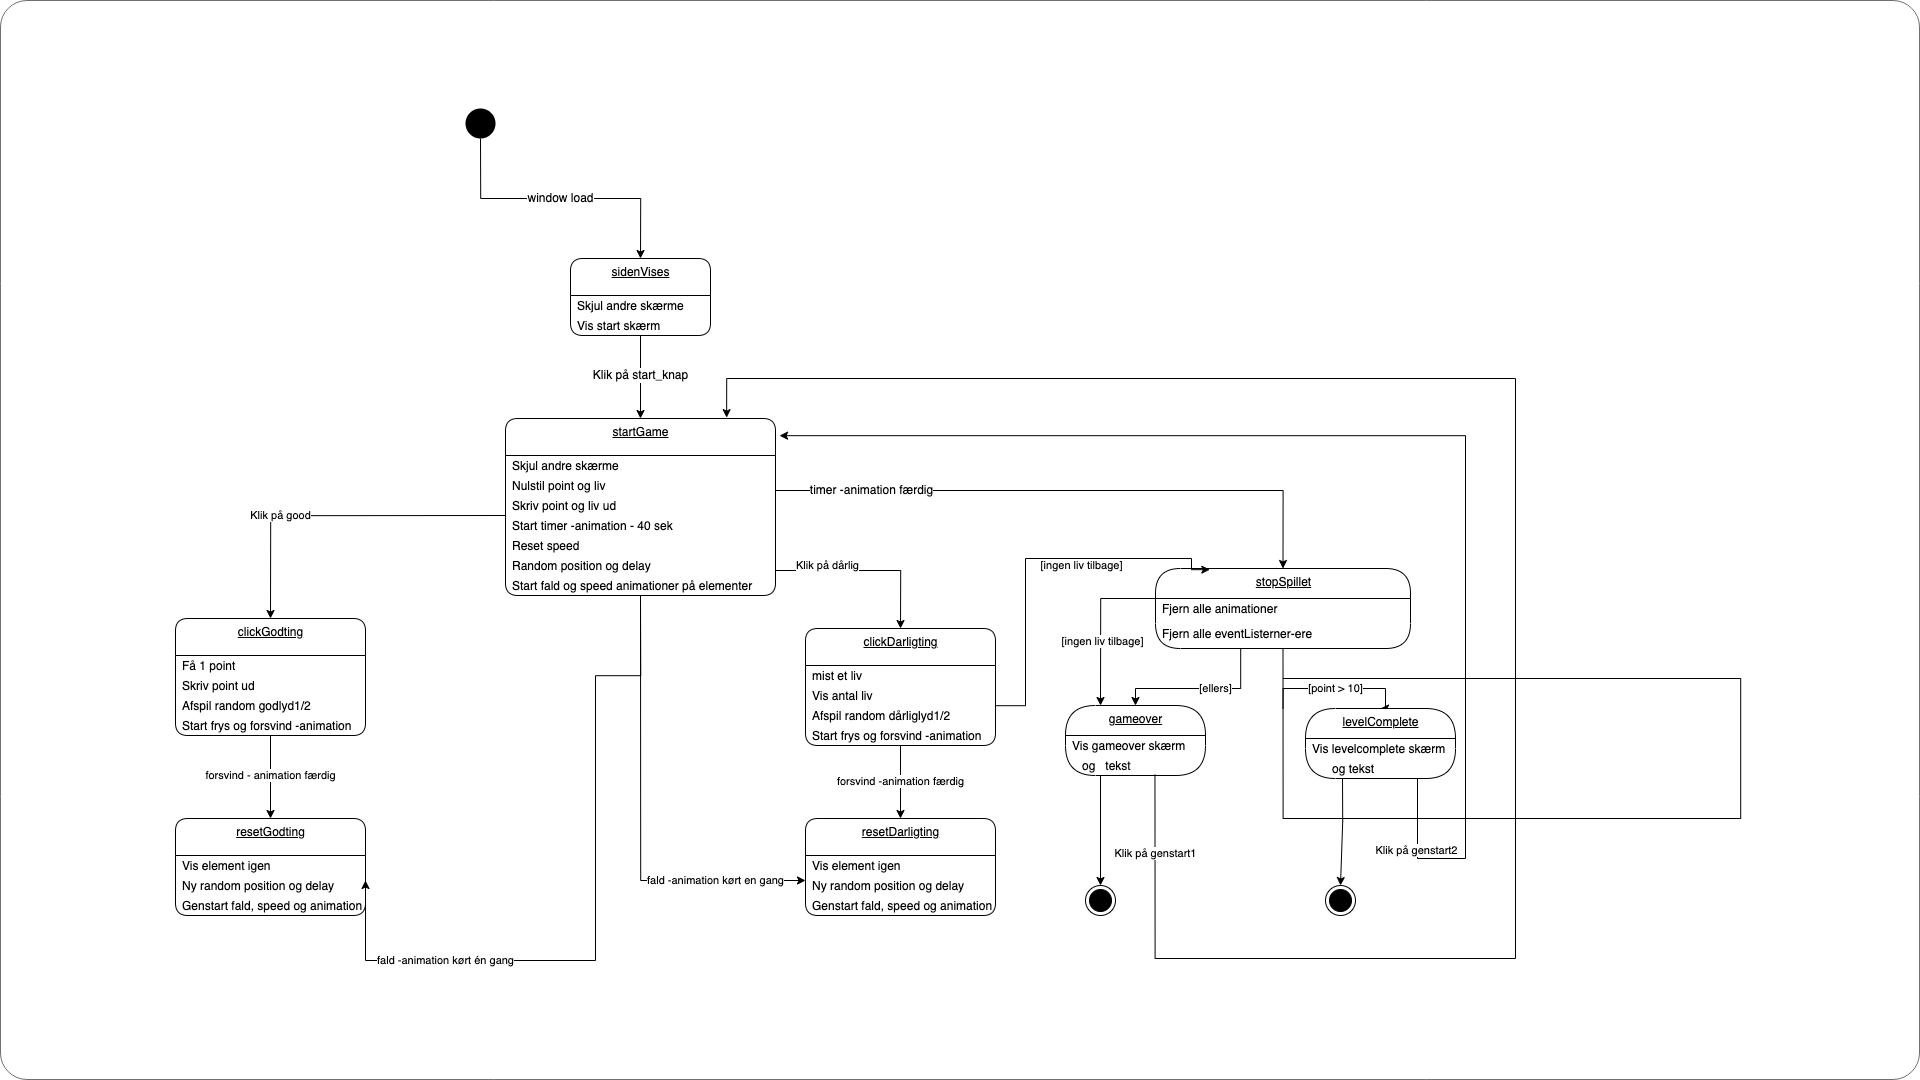 window load
sidenVises
Skjul andre skærme
Vis start skærm
Klik på start_knap
startGame
Skjul andre skærme
Nulstil point og liv
Skriv point og liv ud
Start timer -animation - 40 sek
Reset speed
Random position og delay
Start fald og speed animationer på elementer
timer -animation færdig
Klik på good
Klik på dårlig
[ingen liv tilbage]
stopSpillet
Fjern alle animationer
Fjern alle eventListerner-ere
clickGodting
Få 1 point
Skriv point ud
Afspil random godlyd1/2
Start frys og forsvind -animation
clickDarligting
mist et liv
Vis antal liv
Afspil random dårliglyd1/2
Start frys og forsvind -animation
[ingen liv tilbage]
[ellers]
[point > 10]
gameover
Vis gameover skærm
og tekst
levelComplete
Vis levelcomplete skærm
og tekst
forsvind - animation færdig
forsvind -animation færdig
resetGodting
Vis element igen
Ny random position og delay
Genstart fald, speed og animation
fald -animation kørt en gang
resetDarligting
Vis element igen
Ny random position og delay
Genstart fald, speed og animation
Klik på genstart1
Klik på genstart2
fald -animation kørt én gang